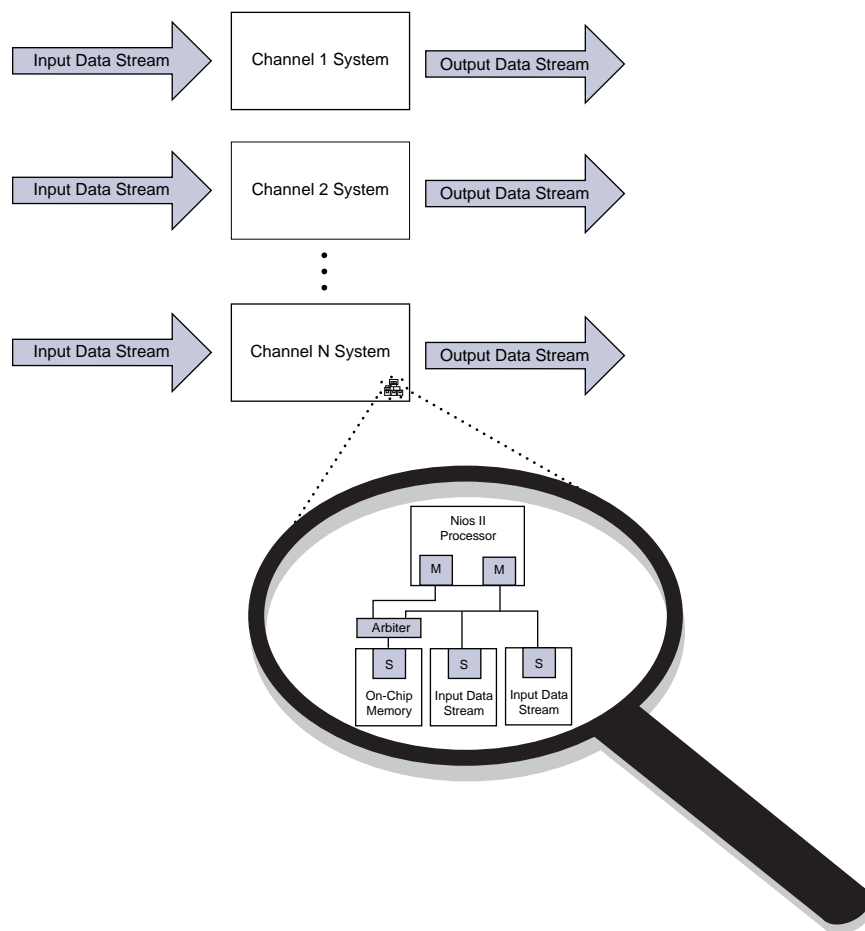 Input Data Stream
Channel 1 System
Output Data Stream
Input Data Stream
Channel 2 System
Output Data Stream
Input Data Stream
Channel N System
Output Data Stream
Nios II
Processor
M
M
Arbiter
S
S
S
On-Chip
Memory
Input Data
Stream
Input Data
Stream